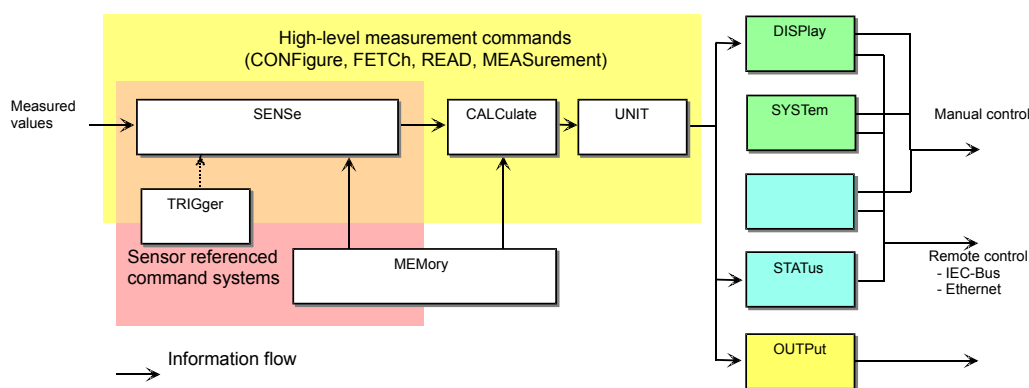 High-level measurement commands
(CONFigure, FETCh, READ, MEASurement)
Measured
values
SENSe
CALCulate
UNIT
TRIGger
MEMory
Sensor referenced
command systems
Information flow
DISPlay
SYSTem
STATus
OUTPut
Manual control
Remote control
- IEC-Bus
- Ethernet